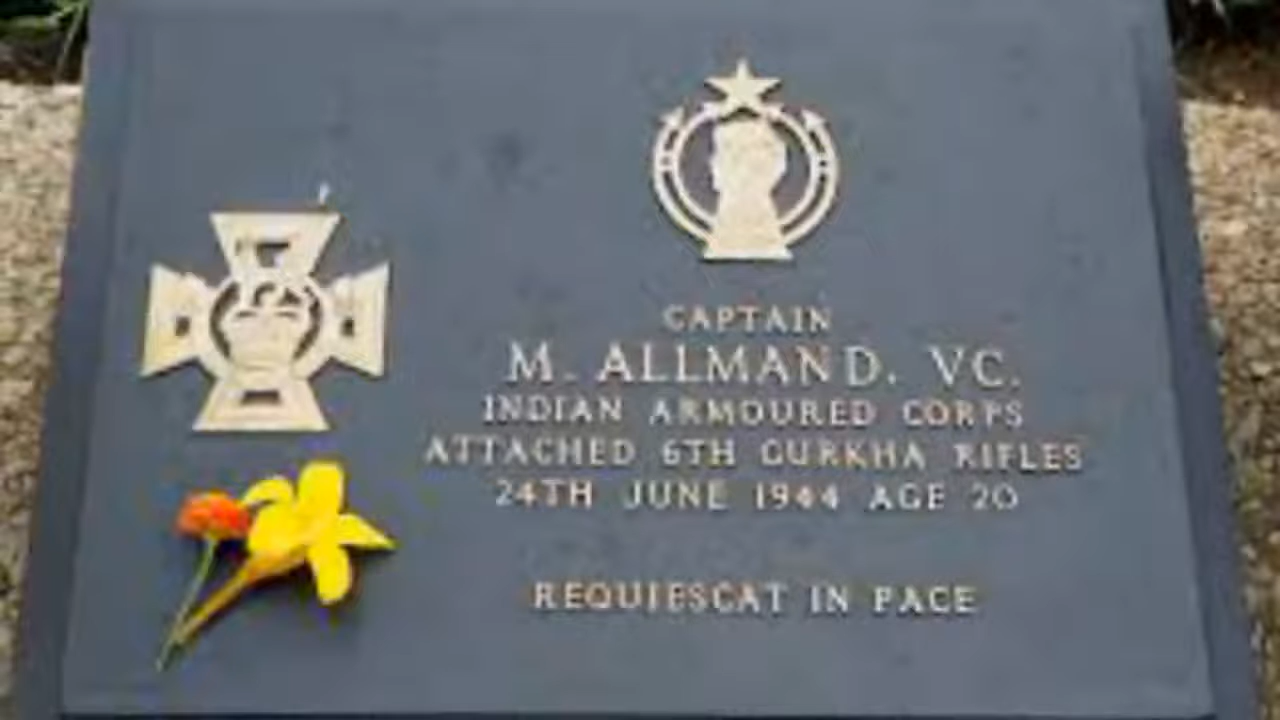 CAPTAIN
M. ALLMAND. VC.
INDIAN ARMOURED CORPS
ATTACHED 6TH GURKHA RIFLES
24TH JUNE 1944 AGE 20
REQUIESCAT IN PACE